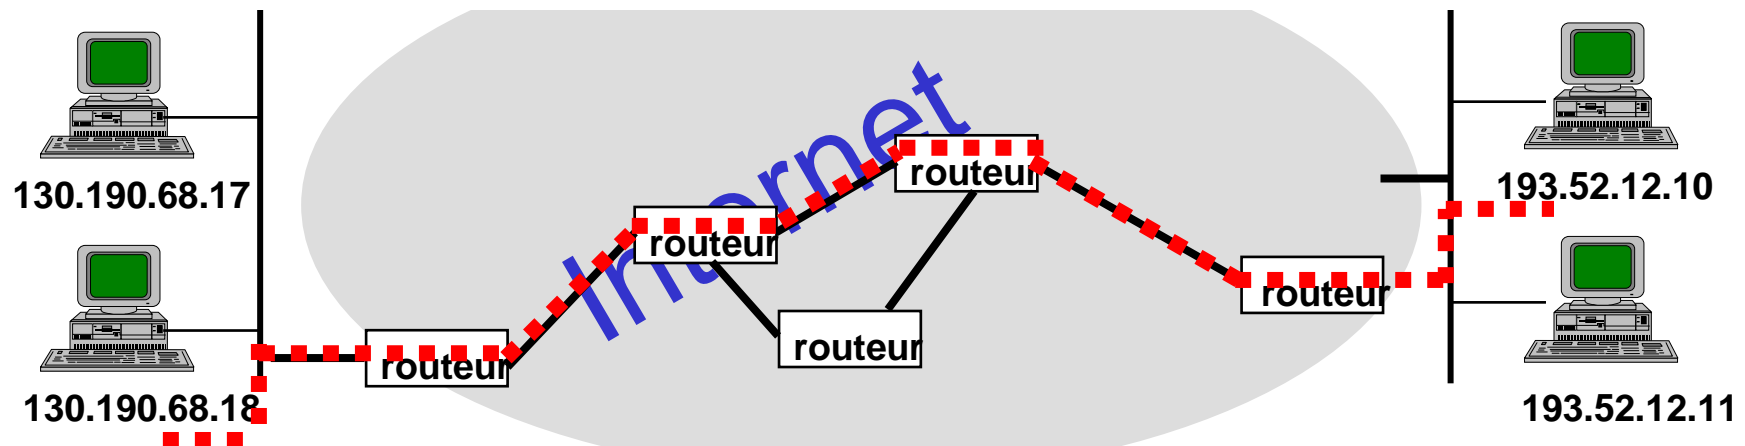 130.190.68.17
130.190.68.18
Internet
routeur
routeur
routeur
routeur
routeur
193.52.12.10
193.52.12.11